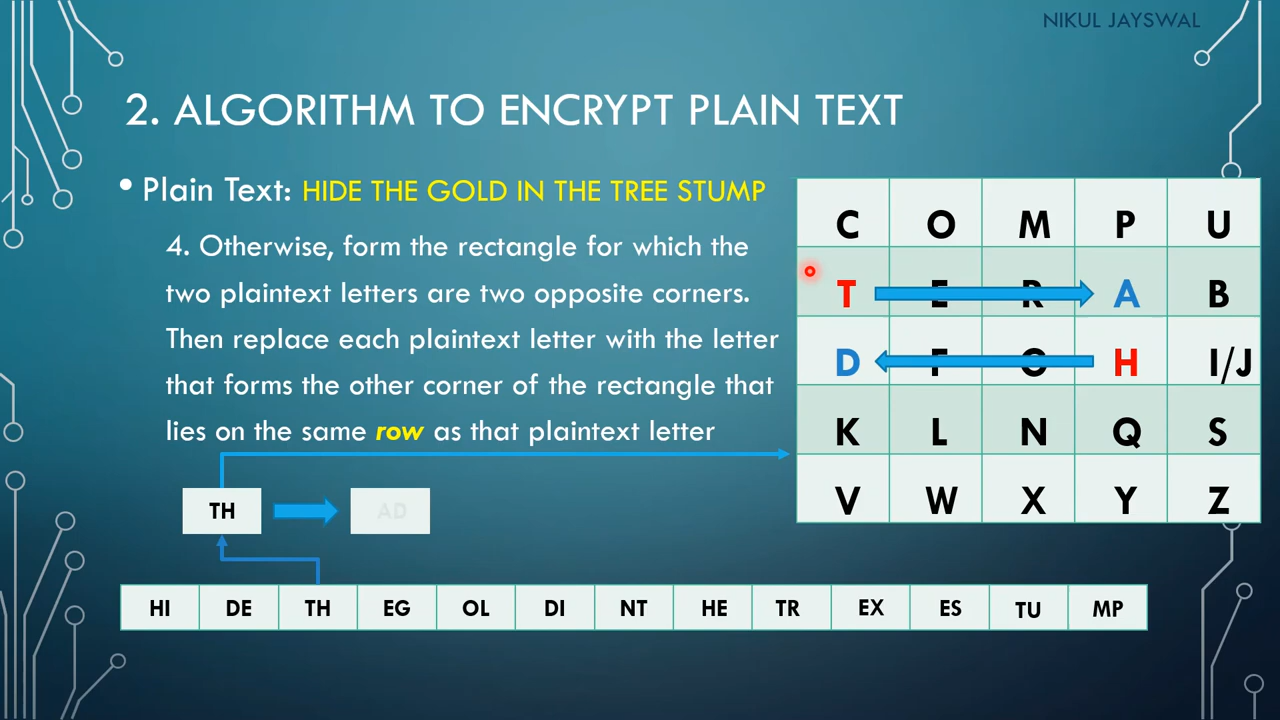 NIKUL JAYSWAL
2. ALGORITHM TO ENCRYPT PLAIN TEXT
• Plain Text: HIDE THE GOLD IN THE TREE STUMP
4. Otherwise, form the rectangle for which the
two plaintext letters are two opposite corners.
Then replace each plaintext letter with the letter
that forms the other corner of the rectangle that
lies on the same row as that plaintext letter
C O M P U
T E R A B
D F G H I/J
K L N Q S
V W X Y Z
TH AD
HI DE TH EG OL DI NT HE TR EX ES TU MP